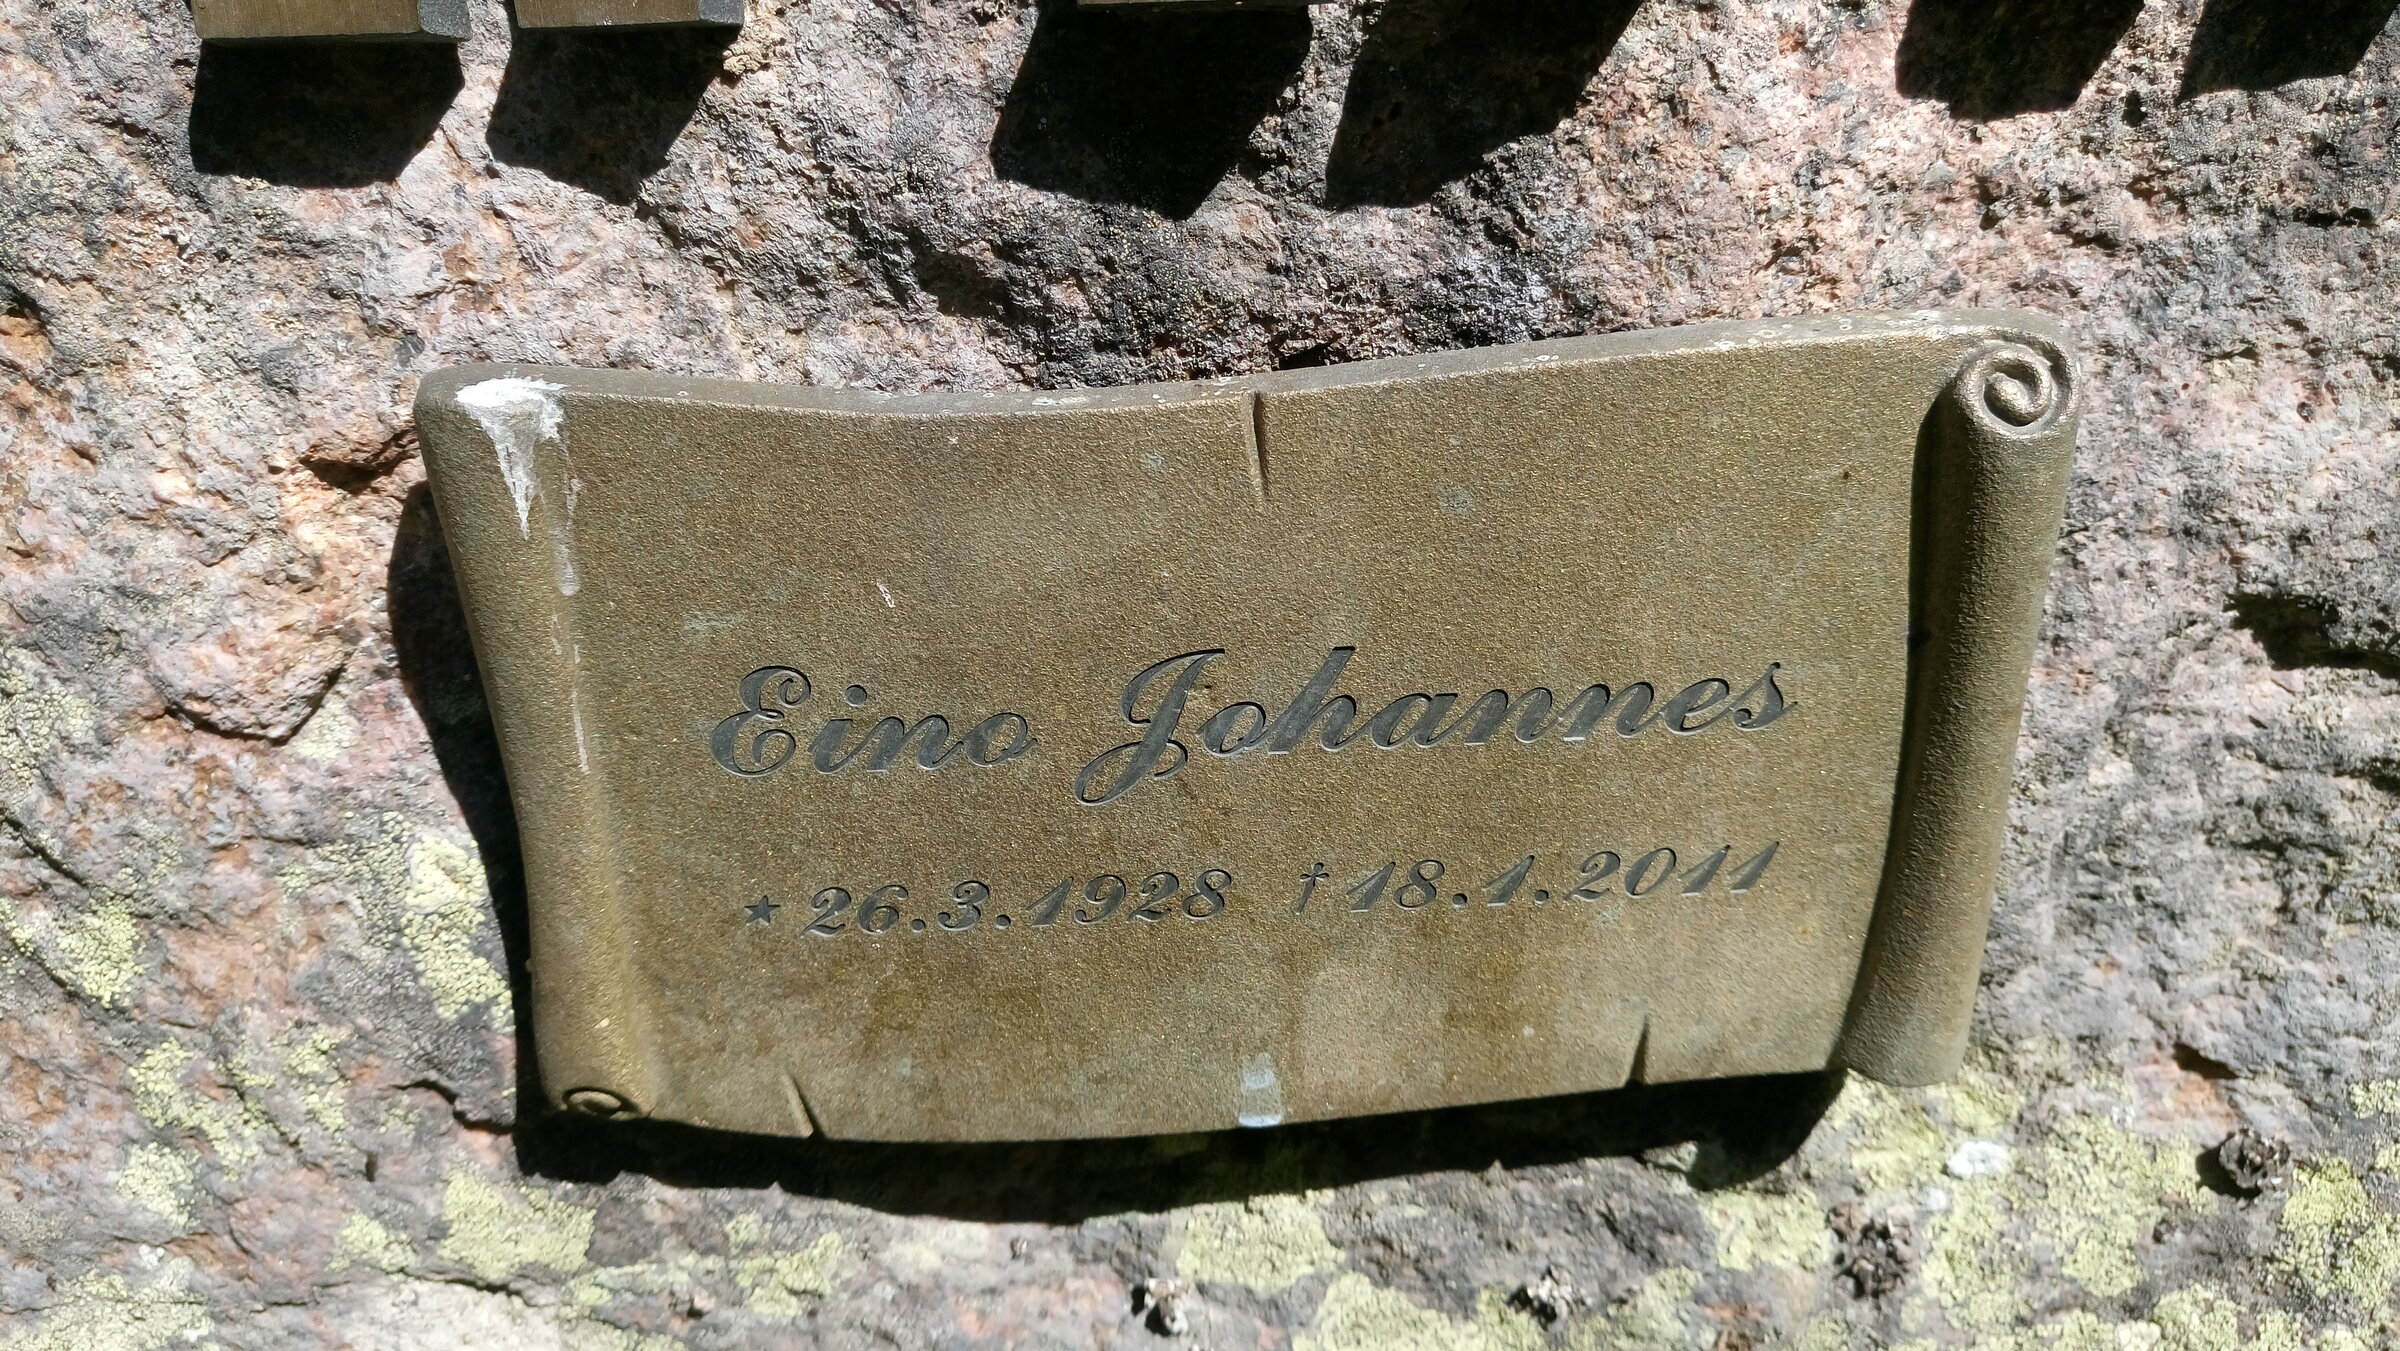 Eino Johannes
★ 26.3.1928 † 18.1.2011